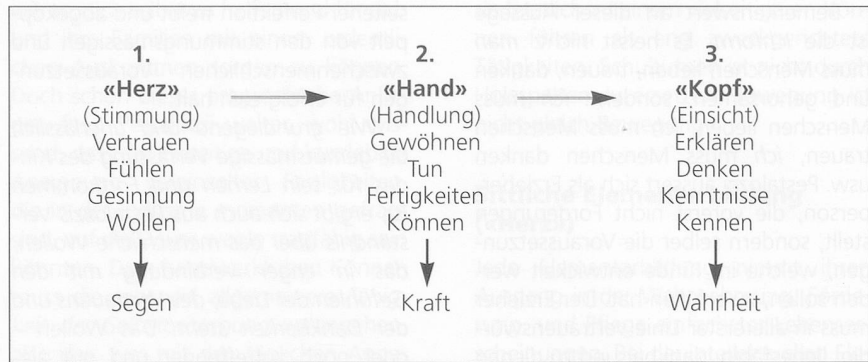 1.
«Herz»
(Stimmung)
Vertrauen
Fühlen
Gesinnung
Wollen
Segen
2.
«Hand»
(Handlung)
Gewöhnen
Tun
Fertigkeiten
Können
Kraft
3.
«Kopf»
(Einsicht)
Erklären
Denken
Kenntnisse
Kennen
Wahrheit